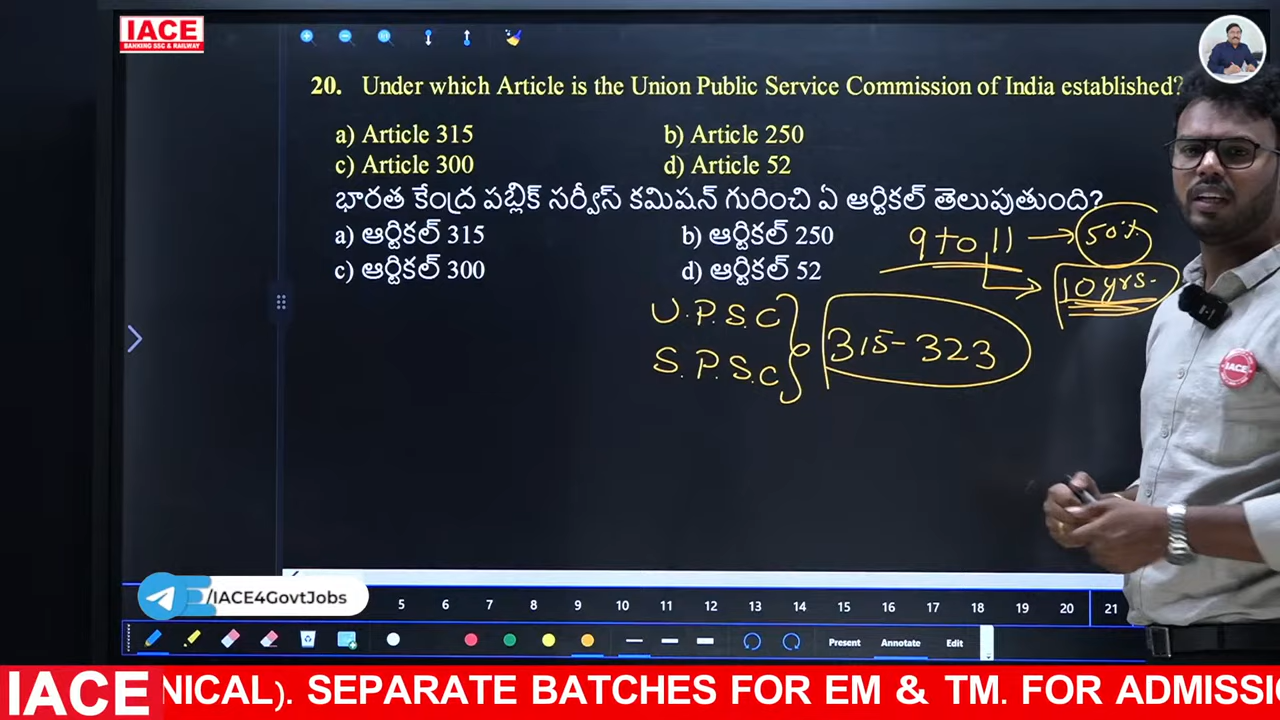 IACE
BANKING SSC & RAILWAY
20. Under which Article is the Union Public Service Commission of India established?
a) Article 315 b) Article 250
c) Article 300 d) Article 52
భారత కేంద్ర పబ్లిక్ సర్వీస్ కమిషన్ గురించి ఏ ఆర్టికల్ తెలుపుతుంది?
a) ఆర్టికల్ 315 b) ఆర్టికల్ 250
c) ఆర్టికల్ 300 d) ఆర్టికల్ 52
9 to 11 → 50%
10 yrs.
U.P.S.C
S.P.S.C
315-323
IACE
/IACE4GovtJobs
5 6 7 8 9 10 11 12 13 14 15 16 17 18 19 20 21
Present Annotate Edit
IACE NICAL). SEPARATE BATCHES FOR EM & TM. FOR ADMISSI